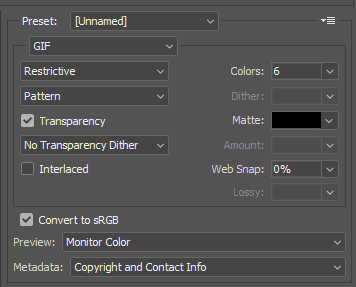 Preset: [Unnamed]
GIF
Restrictive Colors: 6
Pattern Dither:
Transparency Matte:
No Transparency Dither Amount:
Interlaced Web Snap: 0%
Lossy:
Convert to sRGB
Preview: Monitor Color
Metadata: Copyright and Contact Info